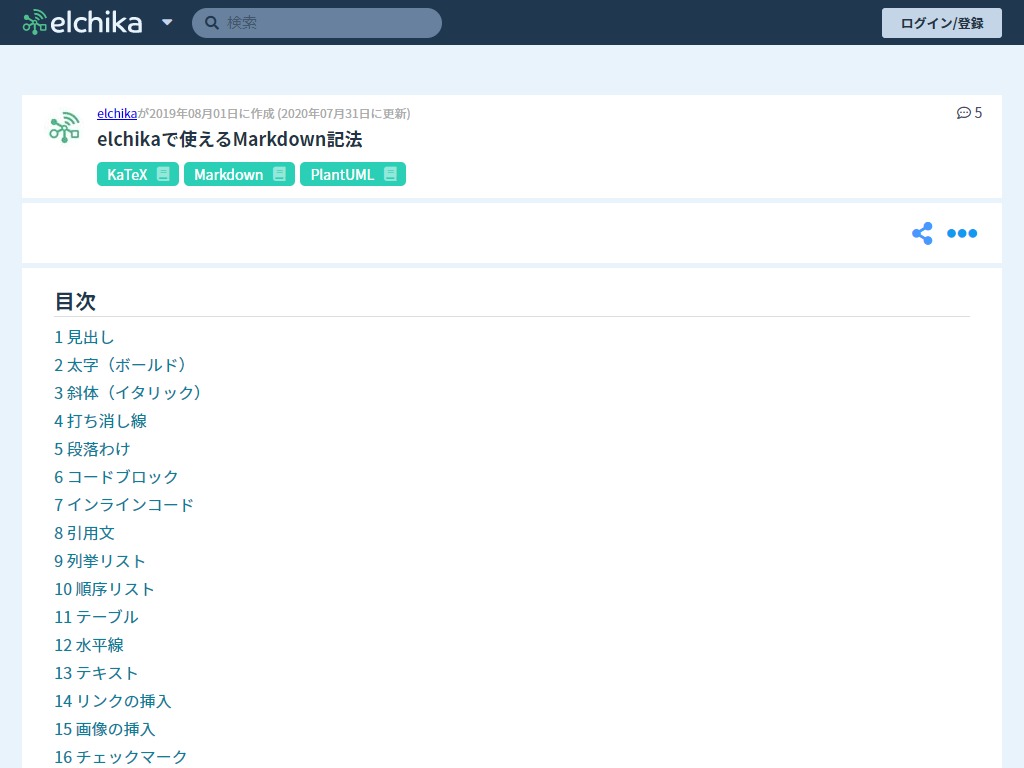 elchika
検索
ログイン/登録
elchikaが2019年08月01日に作成 (2020年07月31日に更新)
5
elchikaで使えるMarkdown記法
KaTeX
Markdown
PlantUML
目次
1 見出し
2 太字（ボールド）
3 斜体（イタリック）
4 打ち消し線
5 段落わけ
6 コードブロック
7 インラインコード
8 引用文
9 列挙リスト
10 順序リスト
11 テーブル
12 水平線
13 テキスト
14 リンクの挿入
15 画像の挿入
16 チェックマーク